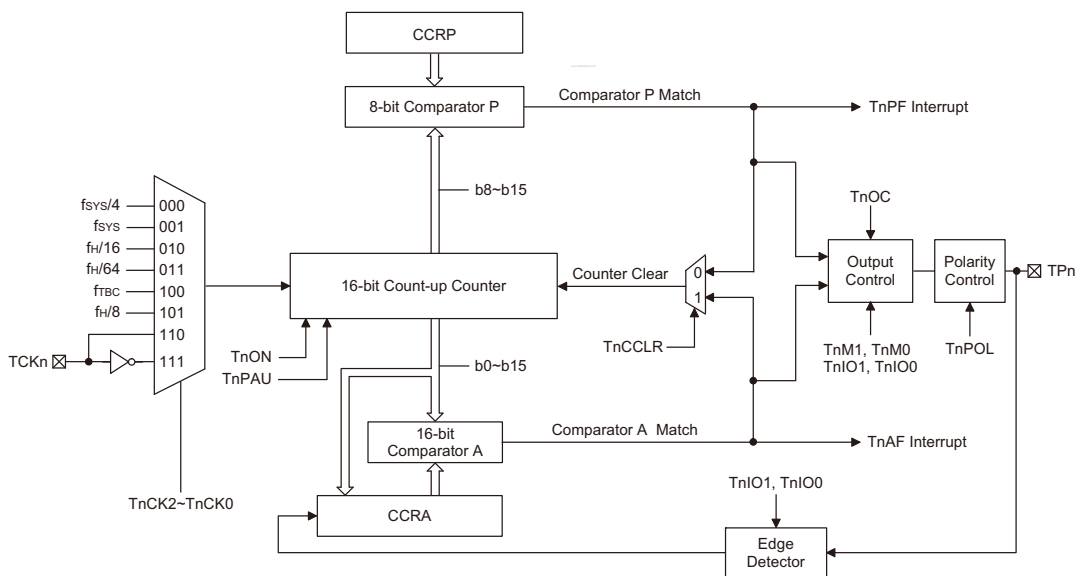 CCRP
8-bit Comparator P
Comparator P Match
TnPF Interrupt
b8~b15
fSYS/4
000
fSYS
001
fH/16
010
fH/64
011
fTBC
100
fH/8
101
110
TCKn
111
16-bit Count-up Counter
Counter Clear
0
1
TnOC
Output
Control
Polarity
Control
TPn
TnON
TnPAU
b0~b15
TnCCLR
TnM1, TnM0
TnIO1, TnIO0
TnPOL
16-bit
Comparator A
Comparator A Match
TnAF Interrupt
TnCK2~TnCK0
CCRA
TnIO1, TnIO0
Edge
Detector